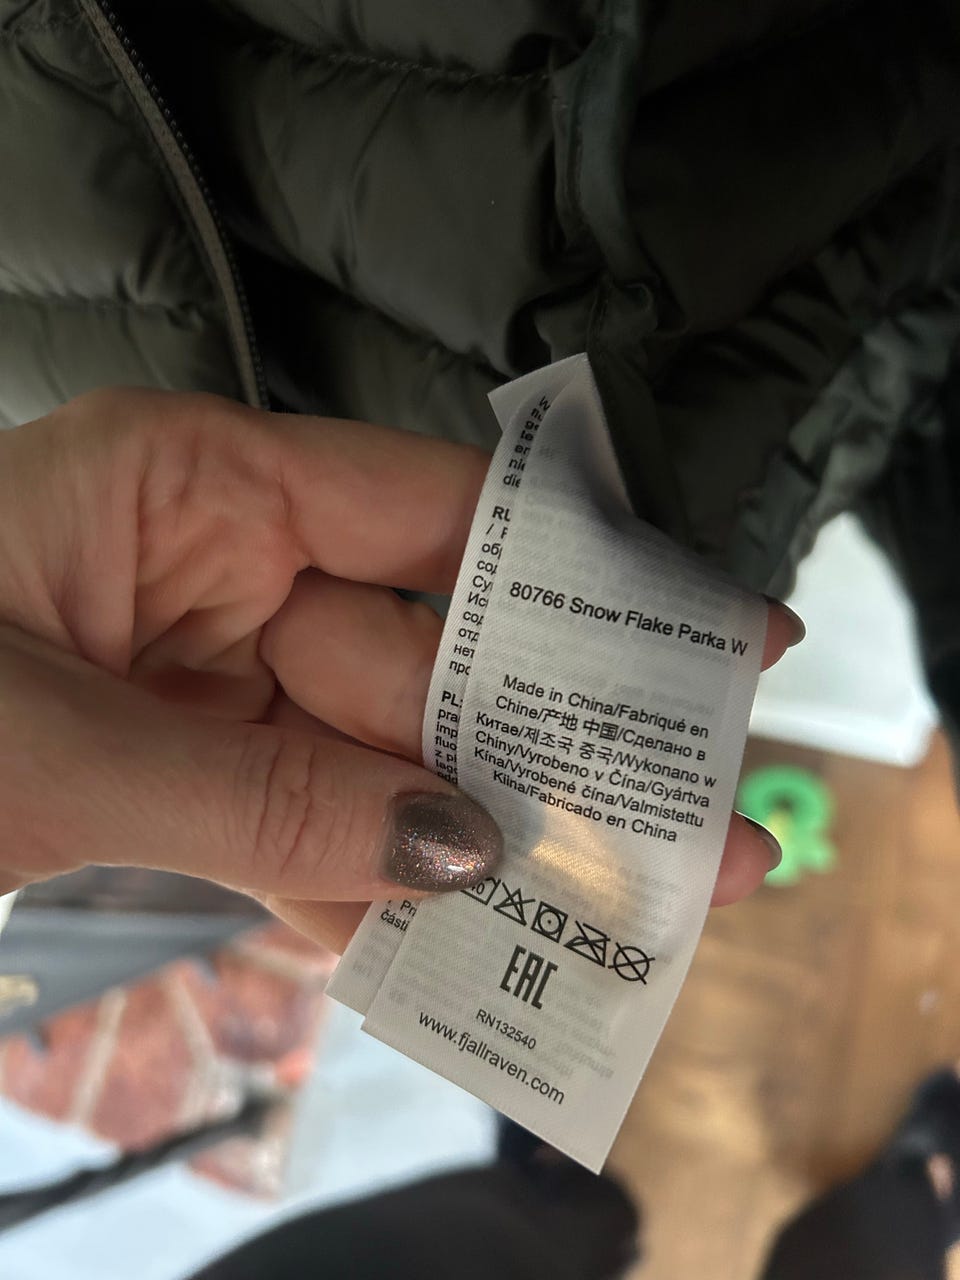 80766 Snow Flake Parka W
Made in China/Fabriqué en
Chine/产地 中国/Сделано в
Китае/제조국 중국/Wykonano w
Chiny/Vyrobeno v Čína/Gyártva
Kína/Vyrobené čína/Valmistettu
Kiina/Fabricado en China
EAC
RN132540
www.fjallraven.com
části